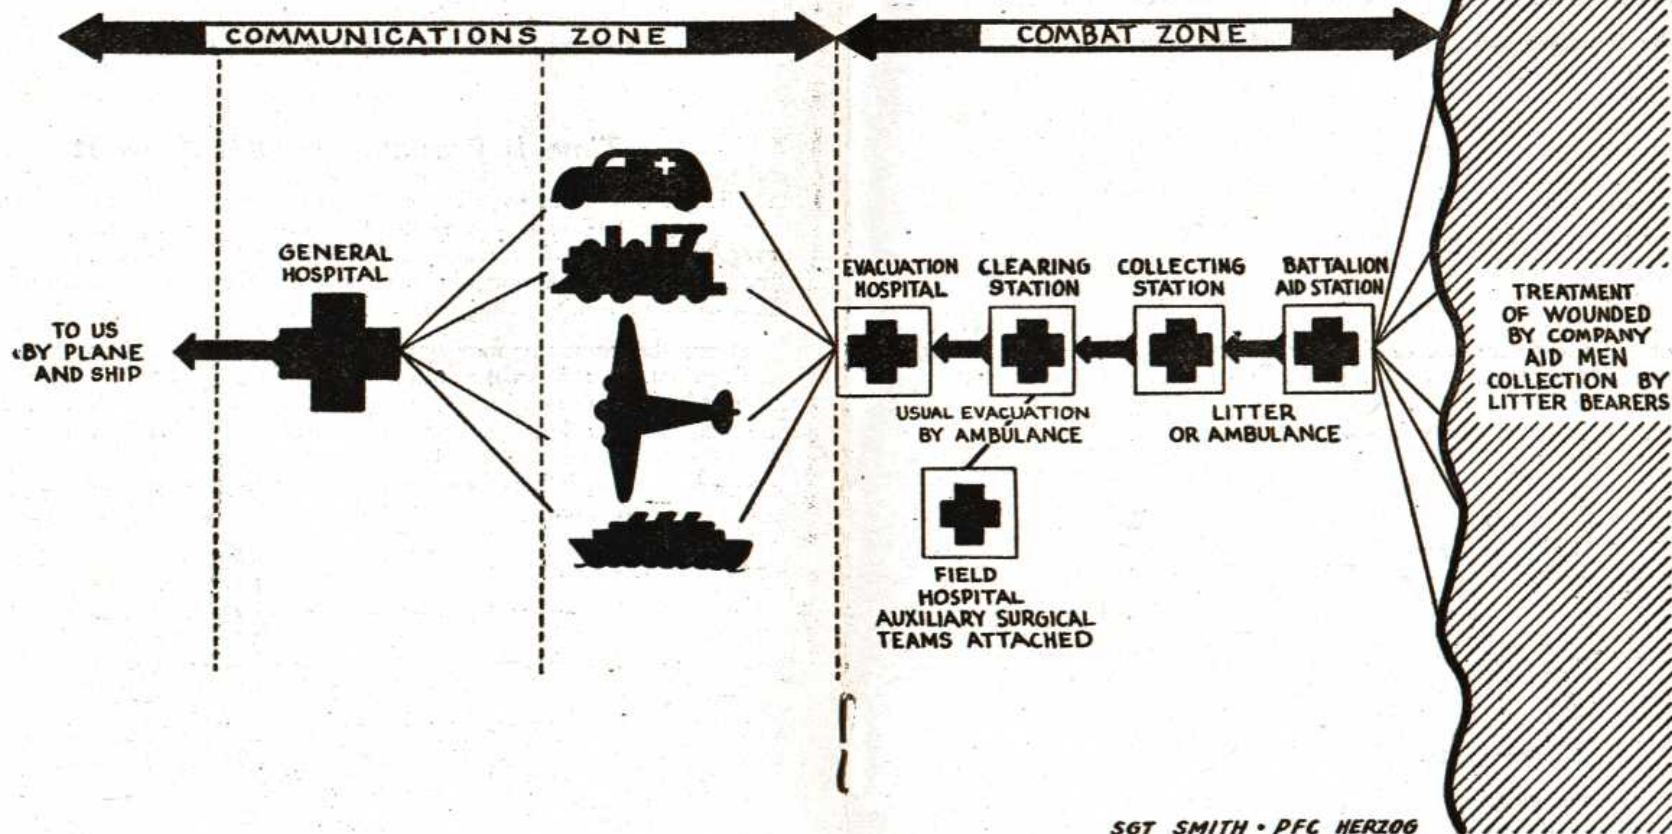 COMMUNICATIONS ZONE
COMBAT ZONE
GENERAL
HOSPITAL
TO US
BY PLANE
AND SHIP
EVACUATION
HOSPITAL
CLEARING
STATION
COLLECTING
STATION
BATTALION
AID STATION
USUAL EVACUATION
BY AMBULANCE
LITTER
OR AMBULANCE
FIELD
HOSPITAL
AUXILIARY SURGICAL
TEAMS ATTACHED
TREATMENT
OF WOUNDED
BY COMPANY
AID MEN
COLLECTION BY
LITTER BEARERS
SGT SMITH • PFC HERZOG